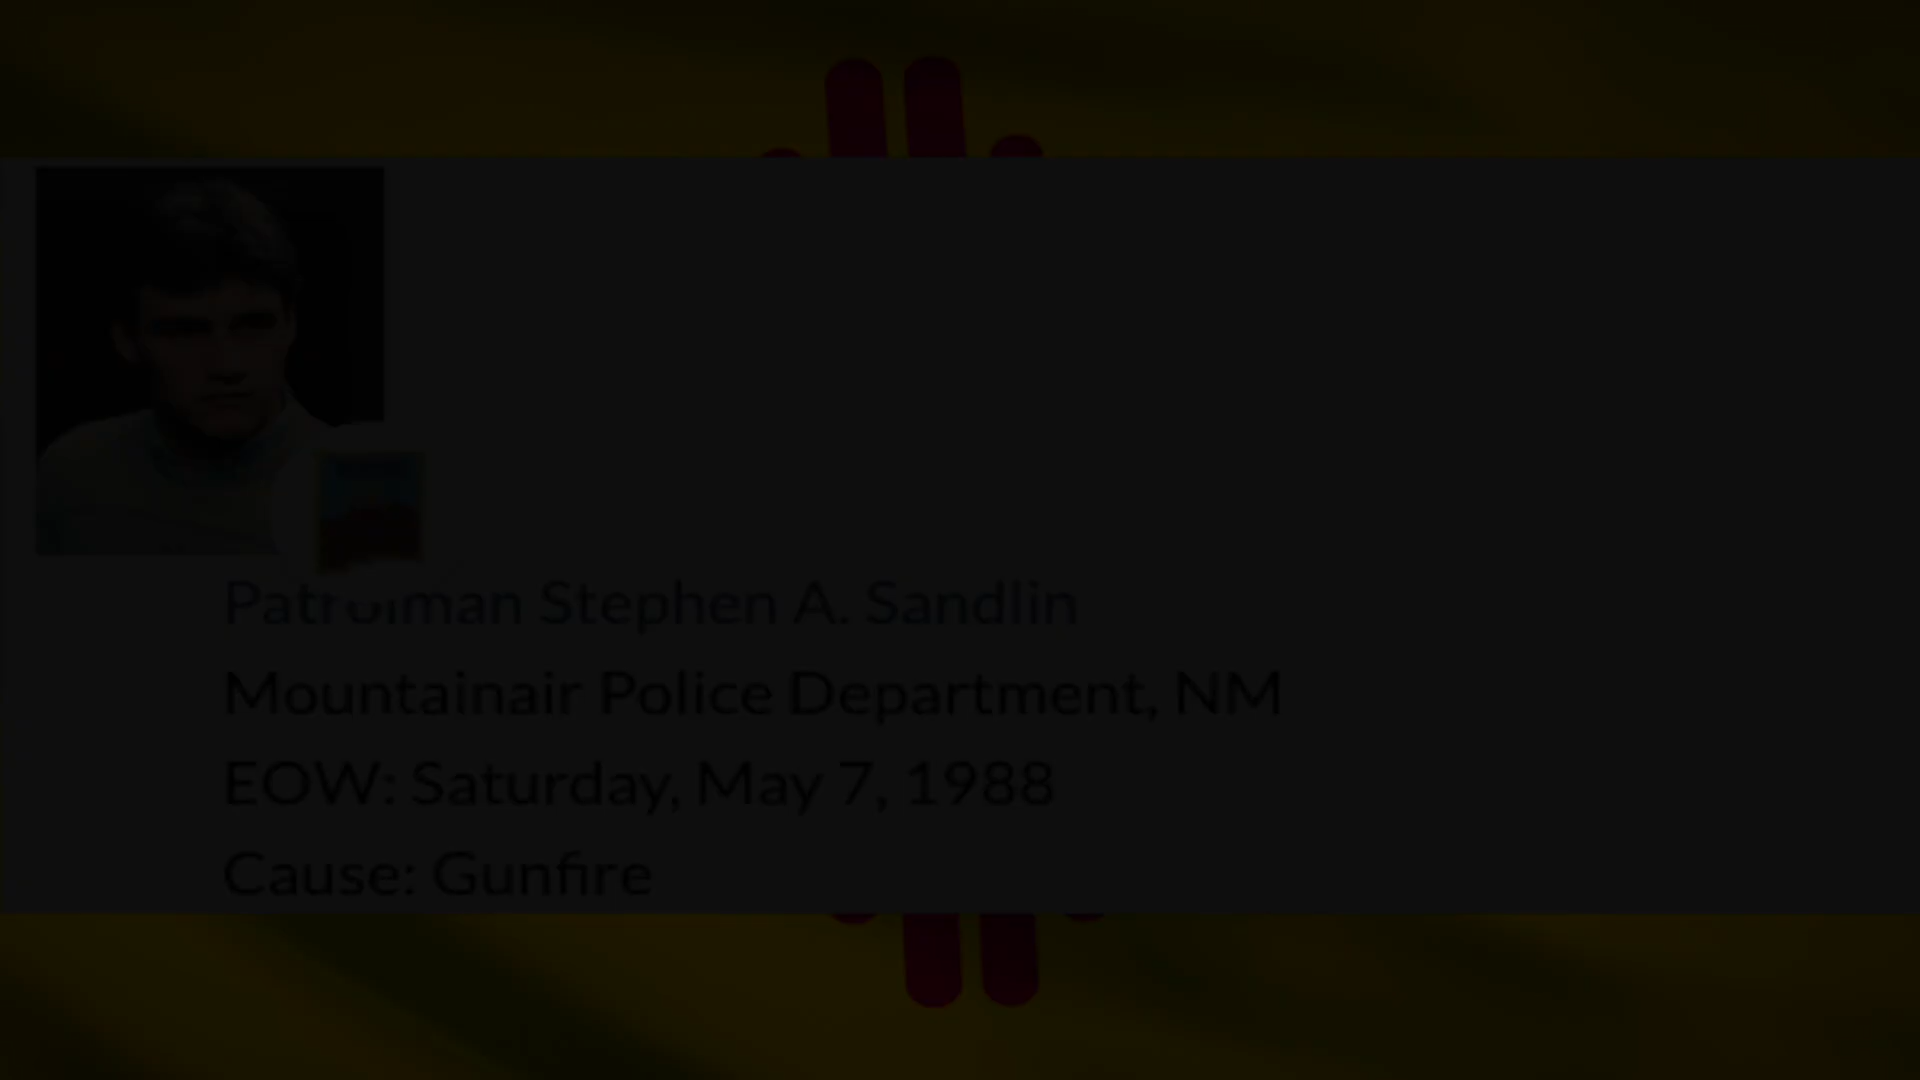 Patrolman Stephen A. Sandlin
Mountainair Police Department, NM
EOW: Saturday, May 7, 1988
Cause: Gunfire